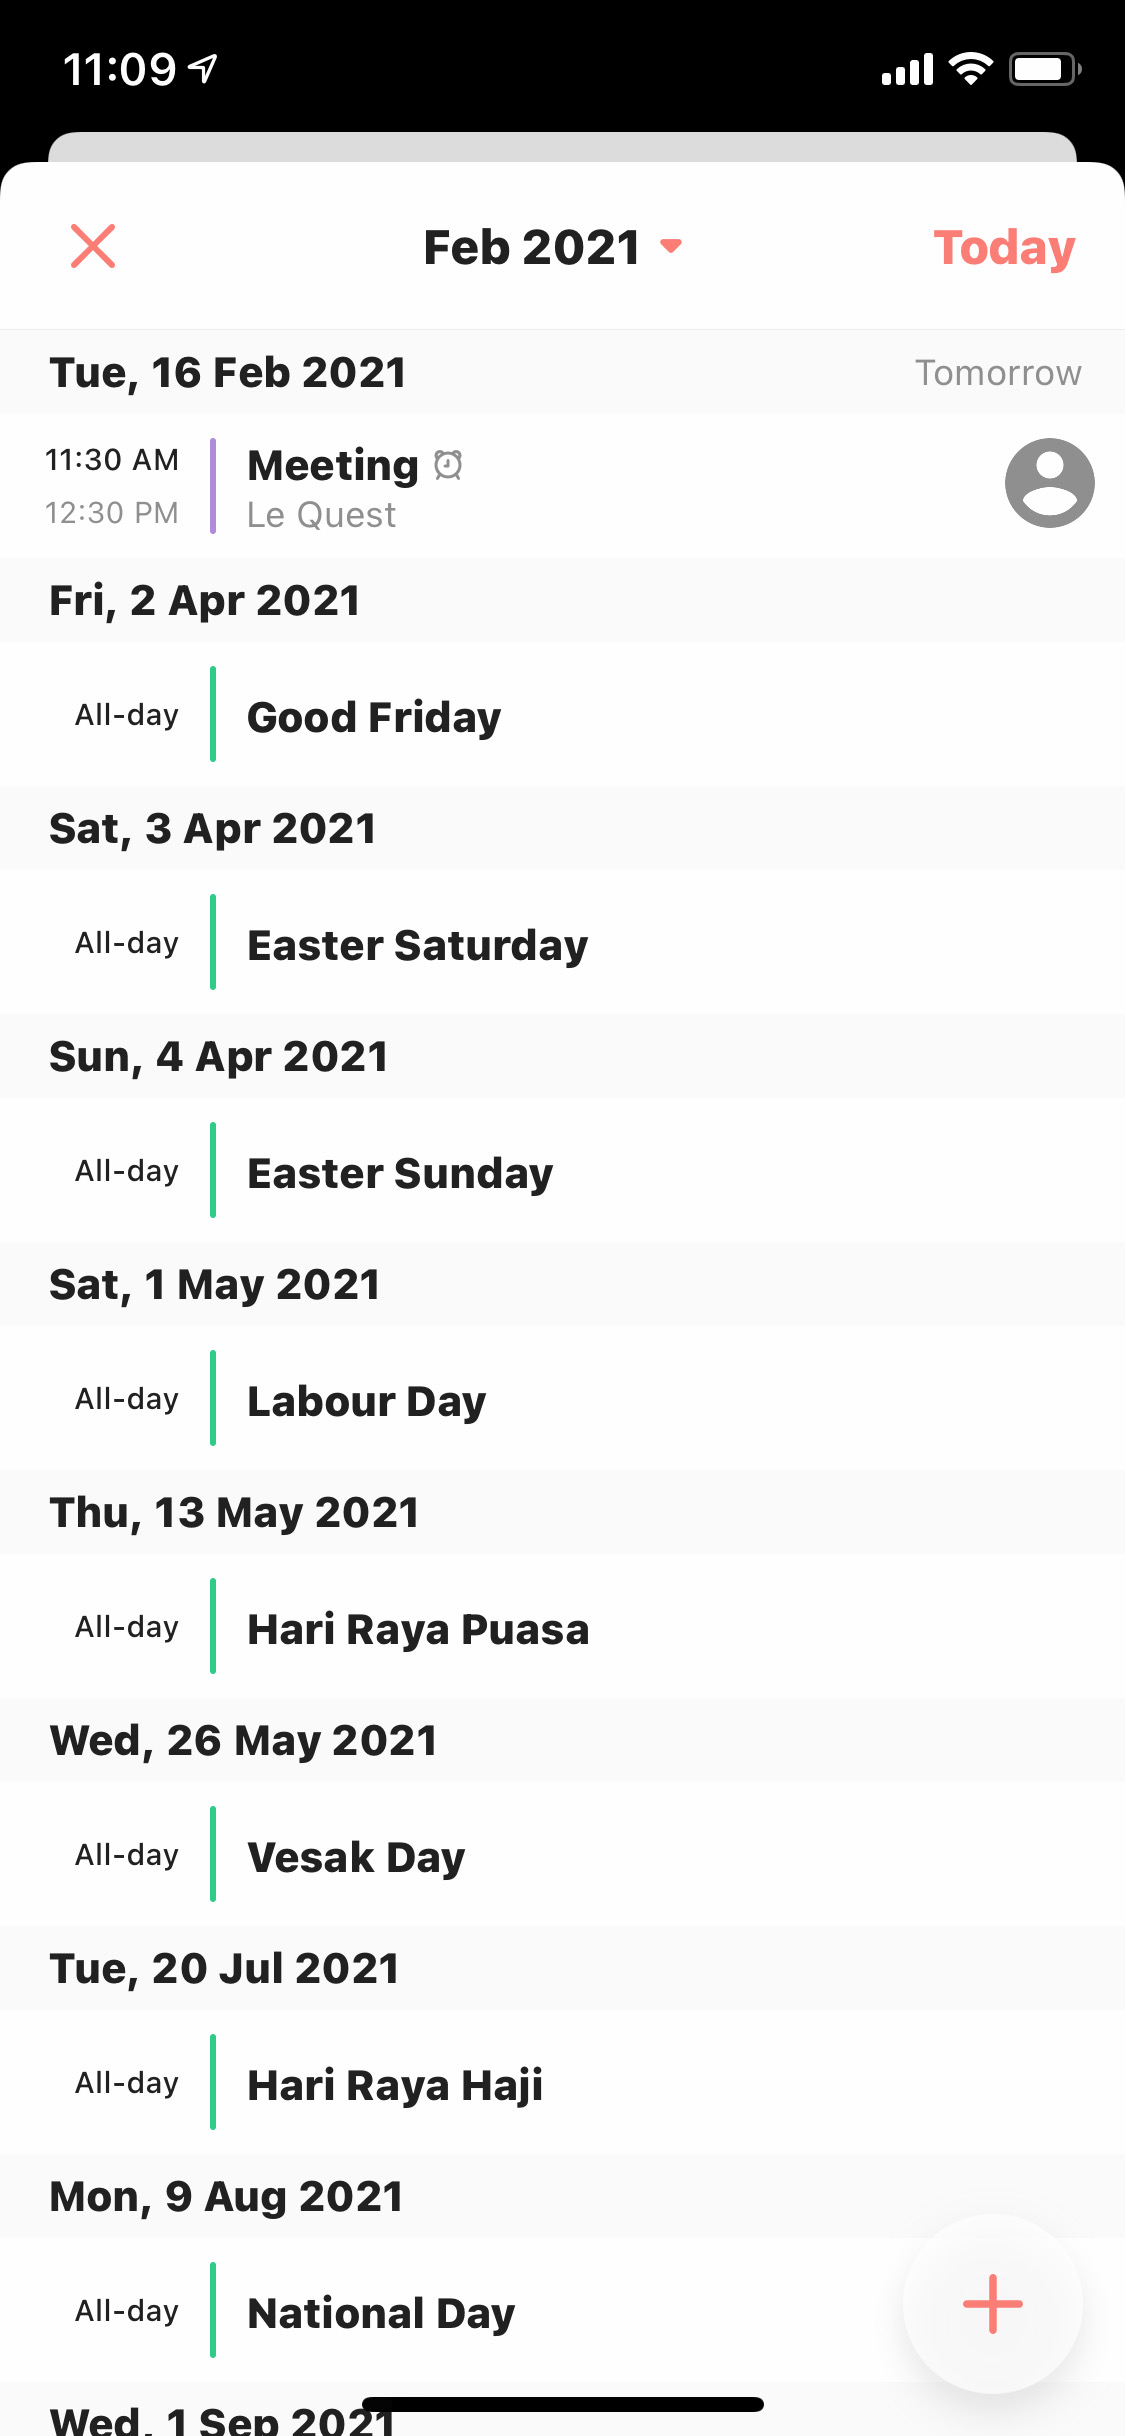 11:09
Feb 2021
Today
Tue, 16 Feb 2021
Tomorrow
11:30 AM
Meeting
12:30 PM
Le Quest
Fri, 2 Apr 2021
All-day
Good Friday
Sat, 3 Apr 2021
All-day
Easter Saturday
Sun, 4 Apr 2021
All-day
Easter Sunday
Sat, 1 May 2021
All-day
Labour Day
Thu, 13 May 2021
All-day
Hari Raya Puasa
Wed, 26 May 2021
All-day
Vesak Day
Tue, 20 Jul 2021
All-day
Hari Raya Haji
Mon, 9 Aug 2021
All-day
National Day
Wed, 1 Sep 2021